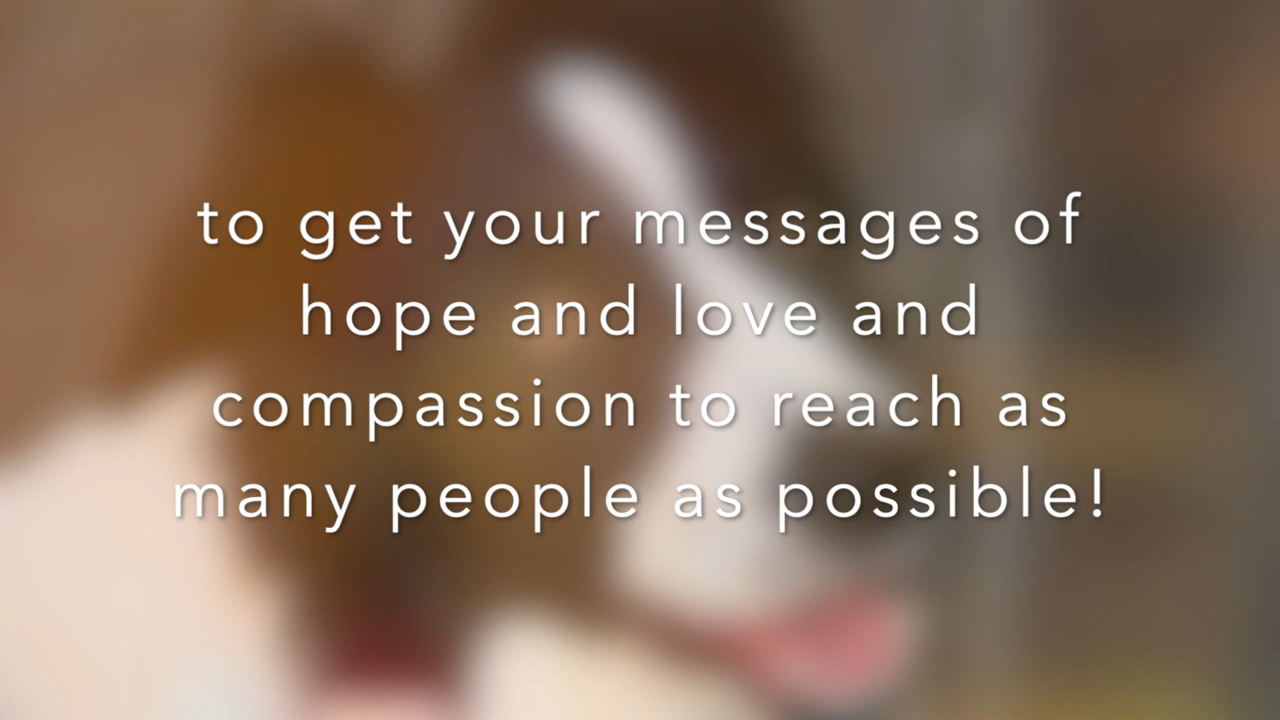 to get your messages of
hope and love and
compassion to reach as
many people as possible!